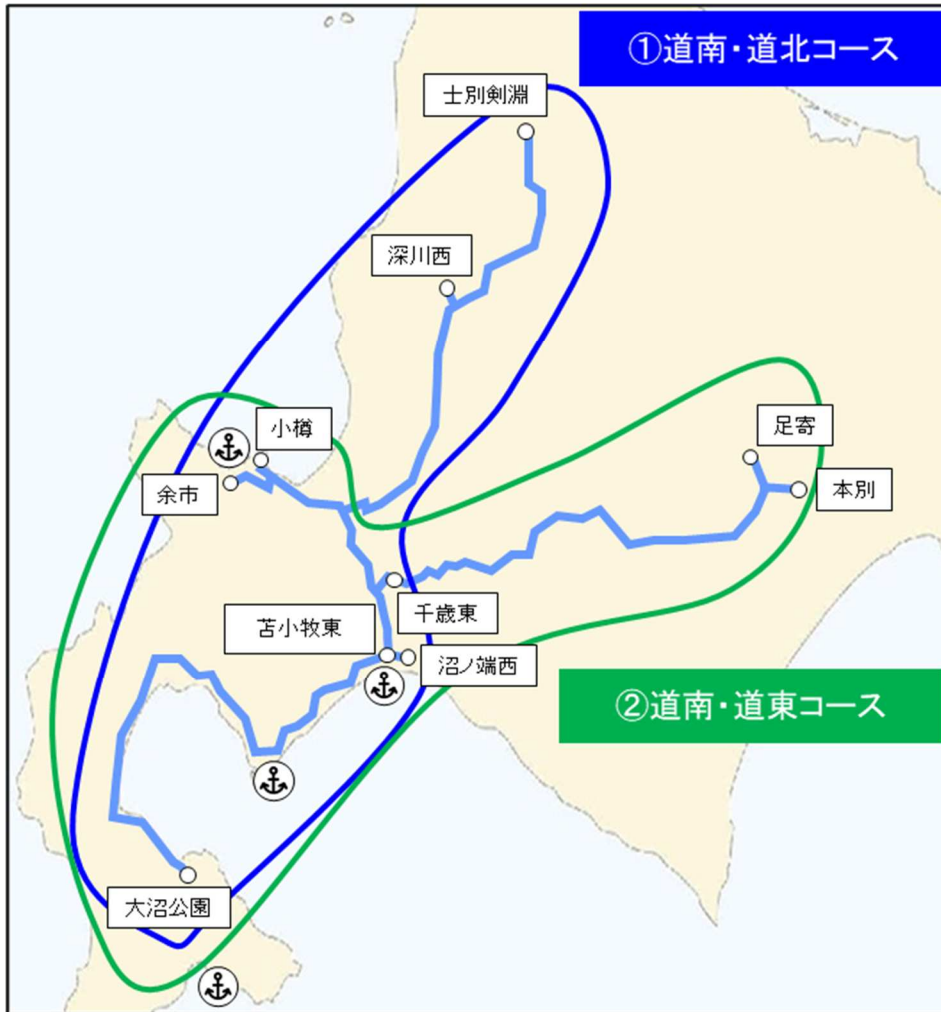 ①道南・道北コース
士別剣淵
深川西
小樽
足寄
余市
本別
千歳東
苫小牧東
沼ノ端西
②道南・道東コース
大沼公園